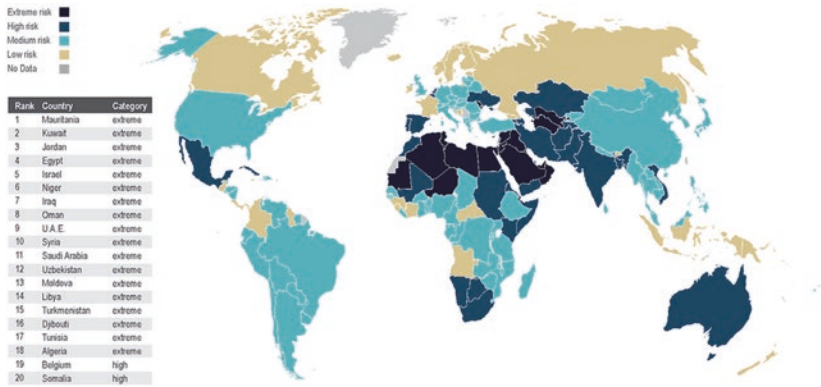 Extreme risk
High risk
Medium risk
Low risk
No Data
Rank Country Category
1 Mauritania extreme
2 Kuwait extreme
3 Jordan extreme
4 Egypt extreme
5 Israel extreme
6 Niger extreme
7 Iraq extreme
8 Oman extreme
9 U.A.E. extreme
10 Syria extreme
11 Saudi Arabia extreme
12 Uzbekistan extreme
13 Moldova extreme
14 Libya extreme
15 Turkmenistan extreme
16 Djibouti extreme
17 Tunisia extreme
18 Algeria extreme
19 Belgium high
20 Somalia high